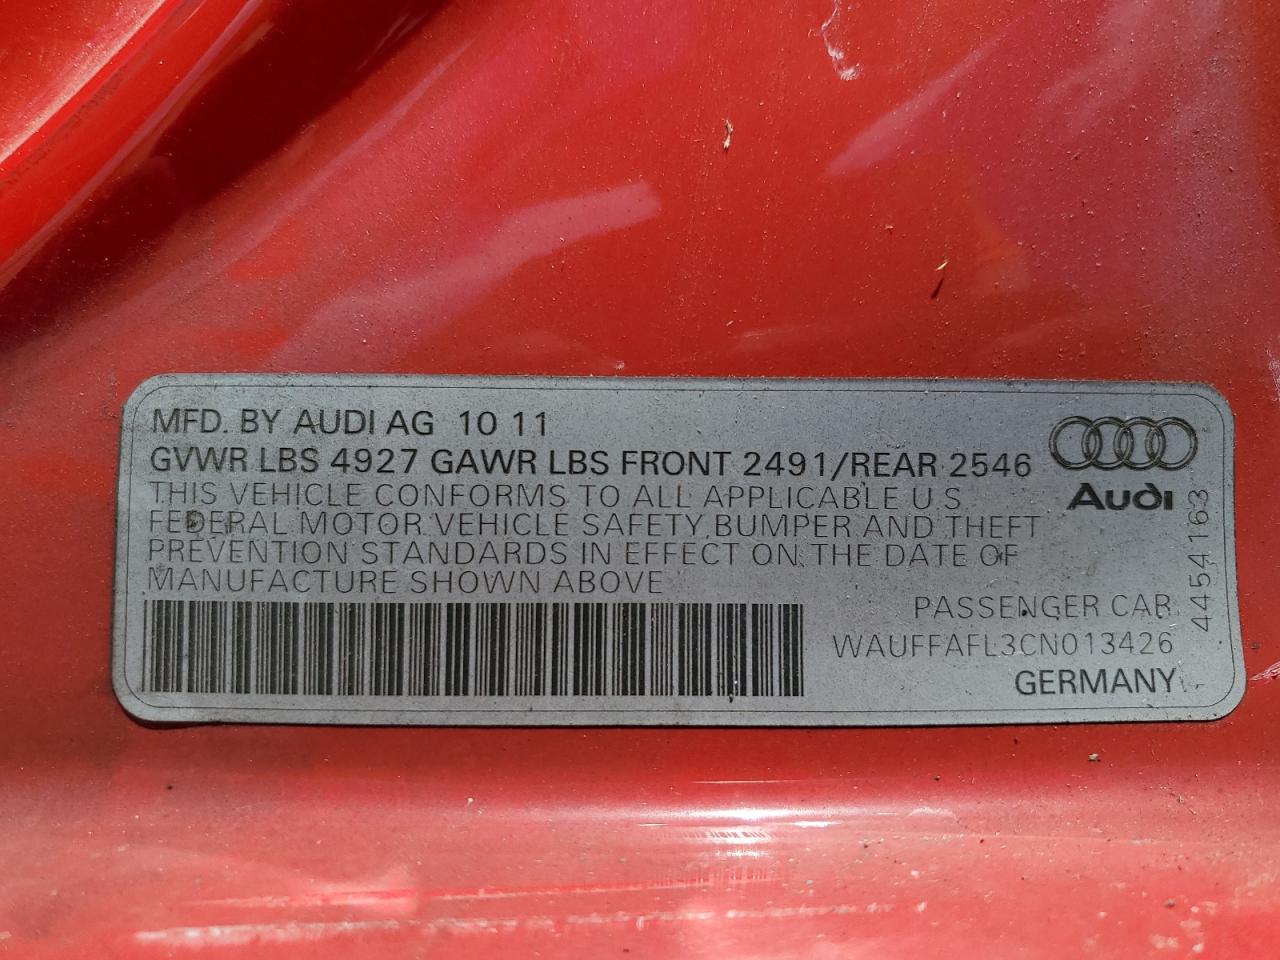 MFD. BY AUDI AG 10 11
GVWR LBS 4927 GAWR LBS FRONT 2491/REAR 2546
THIS VEHICLE CONFORMS TO ALL APPLICABLE U S
FEDERAL MOTOR VEHICLE SAFETY, BUMPER AND THEFT
PREVENTION STANDARDS IN EFFECT ON THE DATE OF
MANUFACTURE SHOWN ABOVE
Audi
4454163
PASSENGER CAR
WAUFFAFL3CN013426
GERMANY